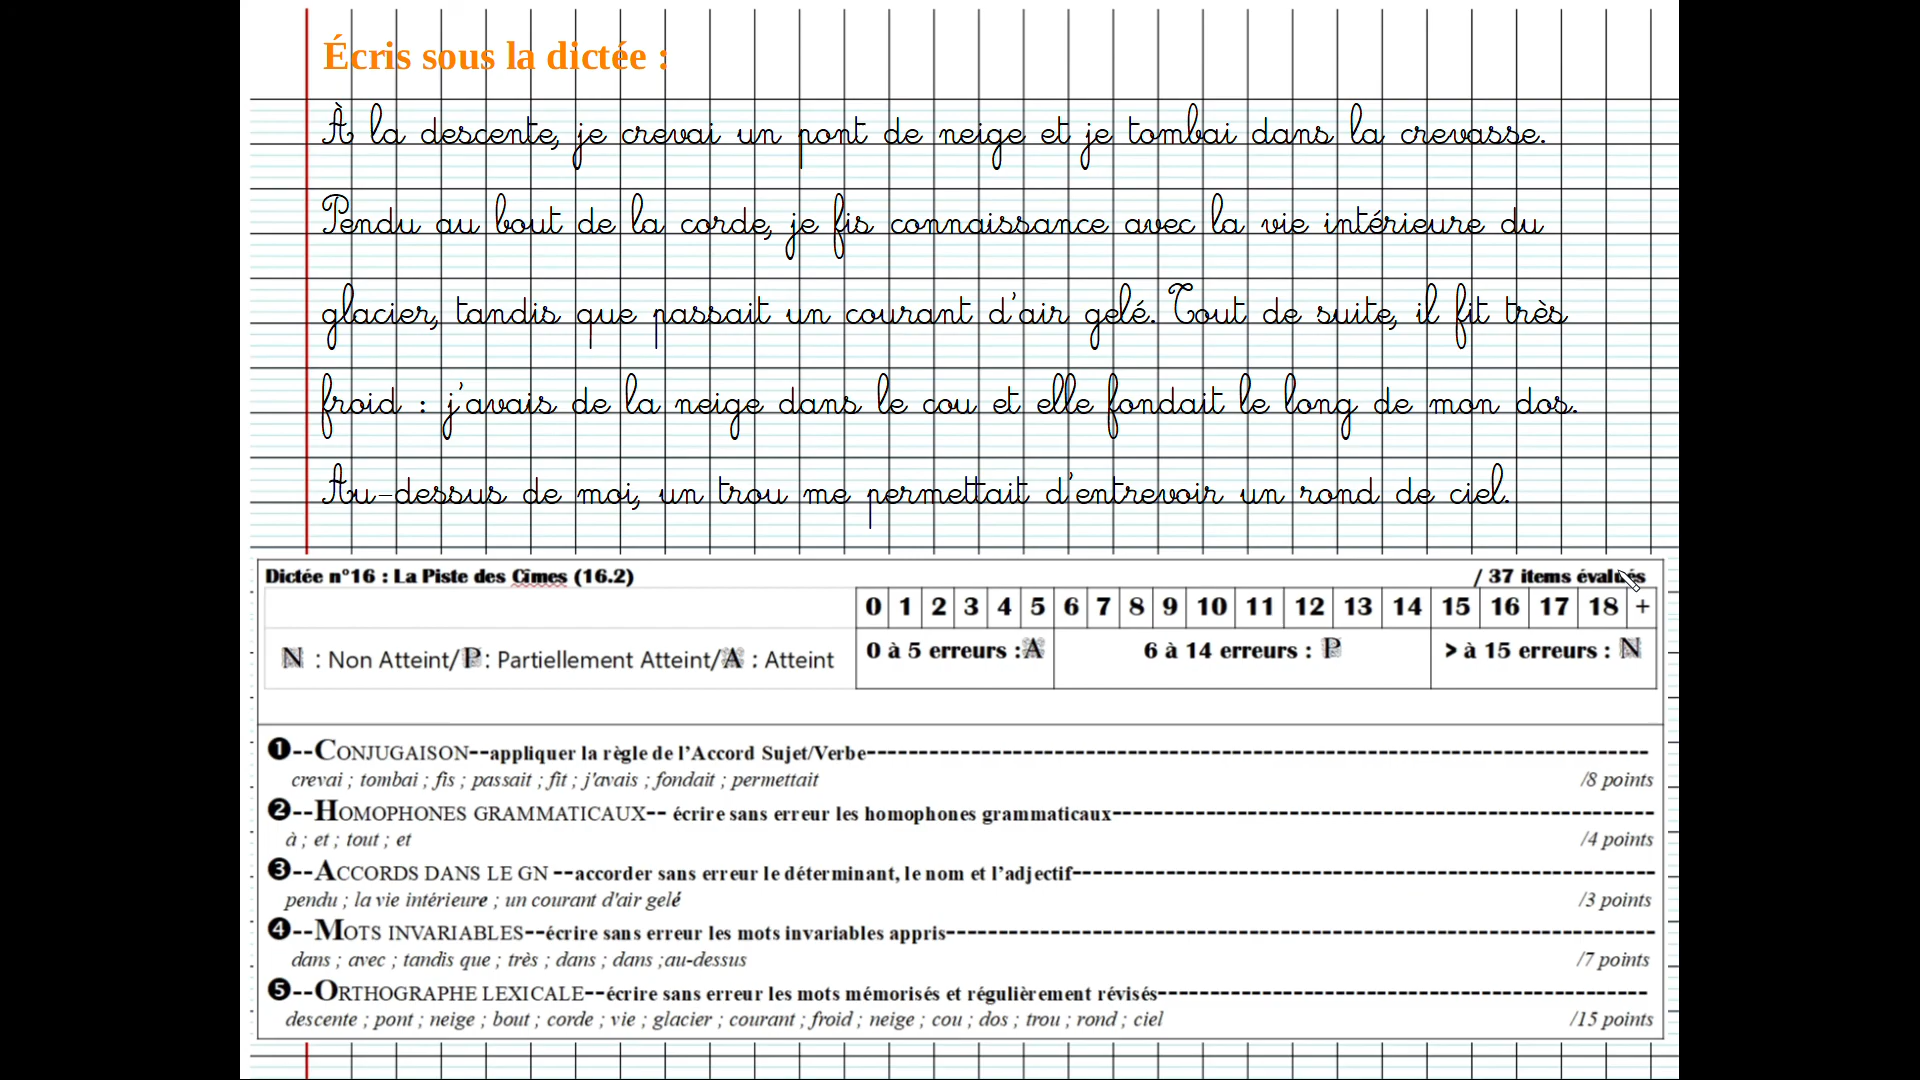 Écris sous la dictée :
À la descente, je crevai un pont de neige et je tombai dans la crevasse.
Pendu au bout de la corde, je fis connaissance avec la vie intérieure du
glacier, tandis que passait un courant d'air gelé. Tout de suite, il fit très
froid : j'avais de la neige dans le cou et elle fondait le long de mon dos.
Au-dessus de moi, un trou me permettait d'entrevoir un rond de ciel.
Dictée n°16 : La Piste des Cîmes (16.2) / 37 items évalués
0 1 2 3 4 5 6 7 8 9 10 11 12 13 14 15 16 17 18 +
N : Non Atteint/P : Partiellement Atteint/A : Atteint 0 à 5 erreurs : A 6 à 14 erreurs : P > à 15 erreurs : N
❶--CONJUGAISON--appliquer la règle de l'Accord Sujet/Verbe--------------------
crevai ; tombai ; fis ; passait ; fit ; j'avais ; fondait ; permettait /8 points
❷--HOMOPHONES GRAMMATICAUX-- écrire sans erreur les homophones grammaticaux--------------------
à ; et ; tout ; et /4 points
❸--ACCORDS DANS LE GN --accorder sans erreur le déterminant, le nom et l'adjectif--------------------
pendu ; la vie intérieure ; un courant d'air gelé /3 points
❹--MOTS INVARIABLES--écrire sans erreur les mots invariables appris--------------------
dans ; avec ; tandis que ; très ; dans ; dans ;au-dessus /7 points
❺--ORTHOGRAPHE LEXICALE--écrire sans erreur les mots mémorisés et régulièrement révisés--------------------
descente ; pont ; neige ; bout ; corde ; vie ; glacier ; courant ; froid ; neige ; cou ; dos ; trou ; rond ; ciel /15 points